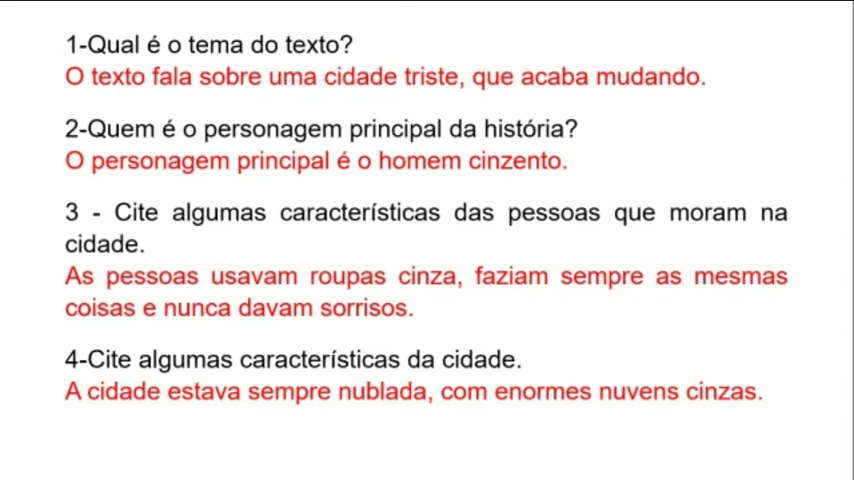 1-Qual é o tema do texto?
O texto fala sobre uma cidade triste, que acaba mudando.
2-Quem é o personagem principal da história?
O personagem principal é o homem cinzento.
3 - Cite algumas características das pessoas que moram na
cidade.
As pessoas usavam roupas cinza, faziam sempre as mesmas
coisas e nunca davam sorrisos.
4-Cite algumas características da cidade.
A cidade estava sempre nublada, com enormes nuvens cinzas.